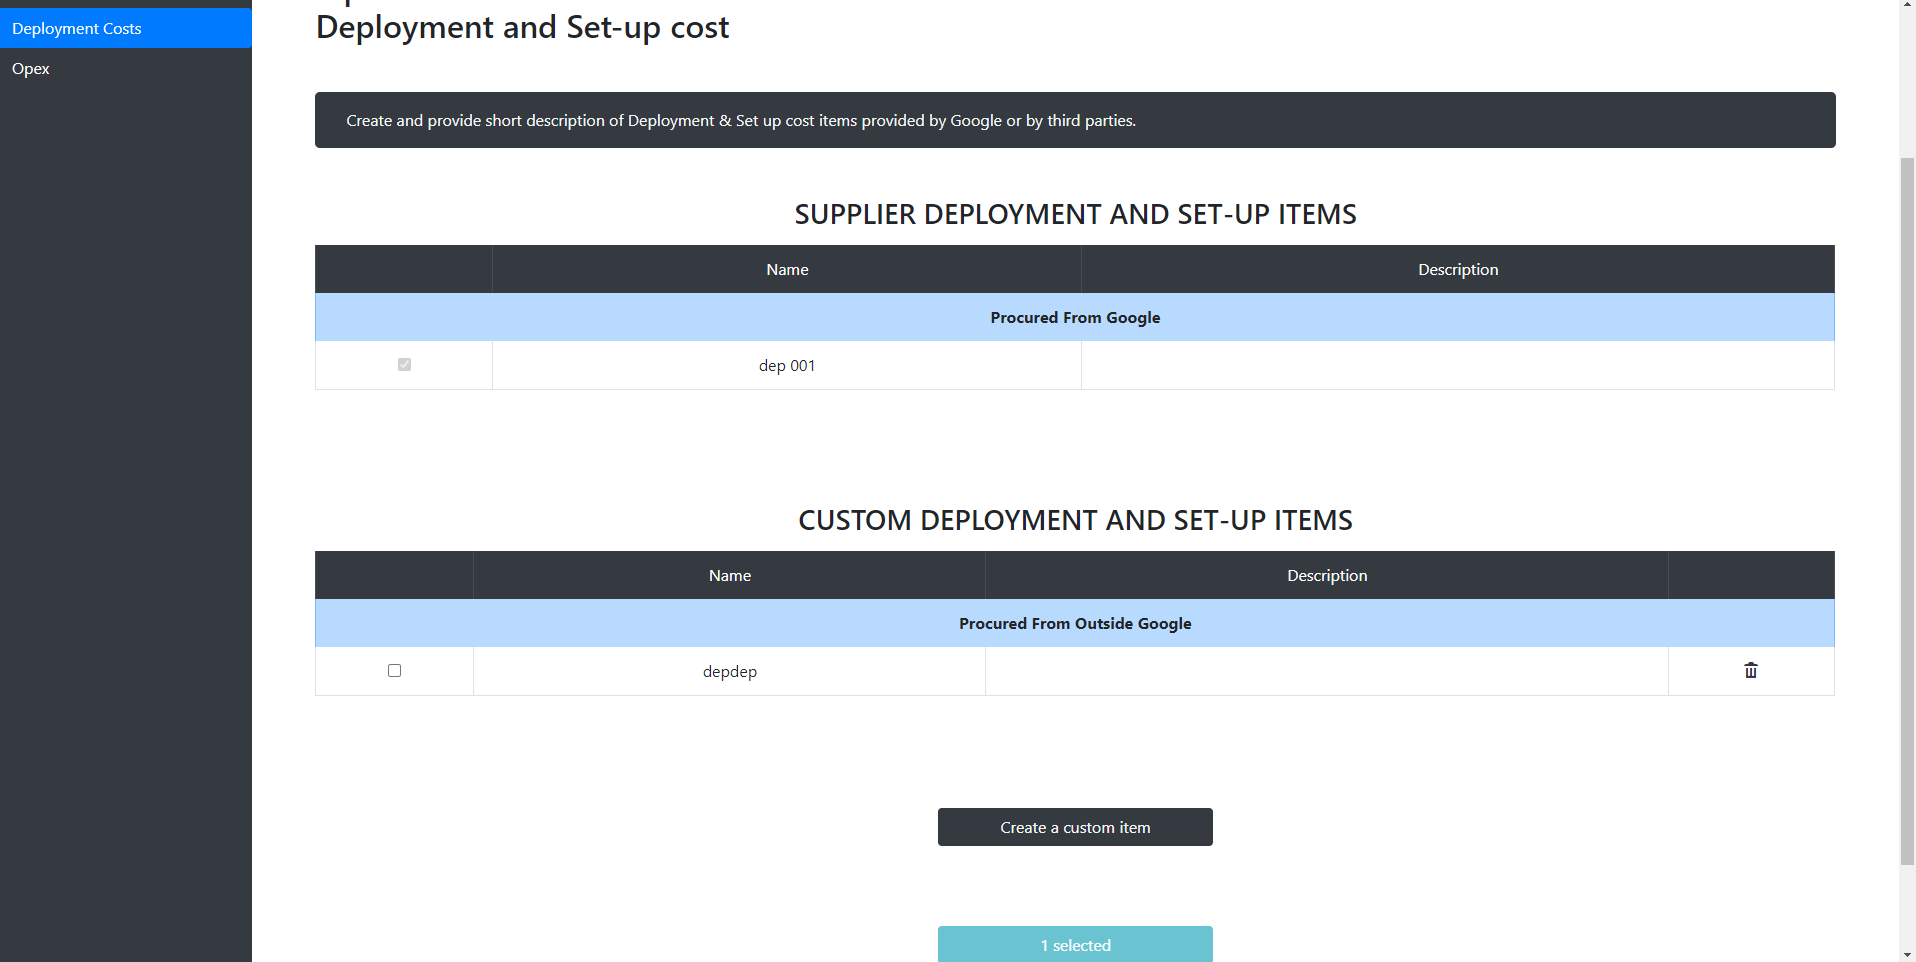 Deployment Costs
Opex
Deployment and Set-up cost
Create and provide short description of Deployment & Set up cost items provided by Google or by third parties.
SUPPLIER DEPLOYMENT AND SET-UP ITEMS
Name Description
Procured From Google
dep 001
CUSTOM DEPLOYMENT AND SET-UP ITEMS
Name Description
Procured From Outside Google
depdep
Create a custom item
1 selected